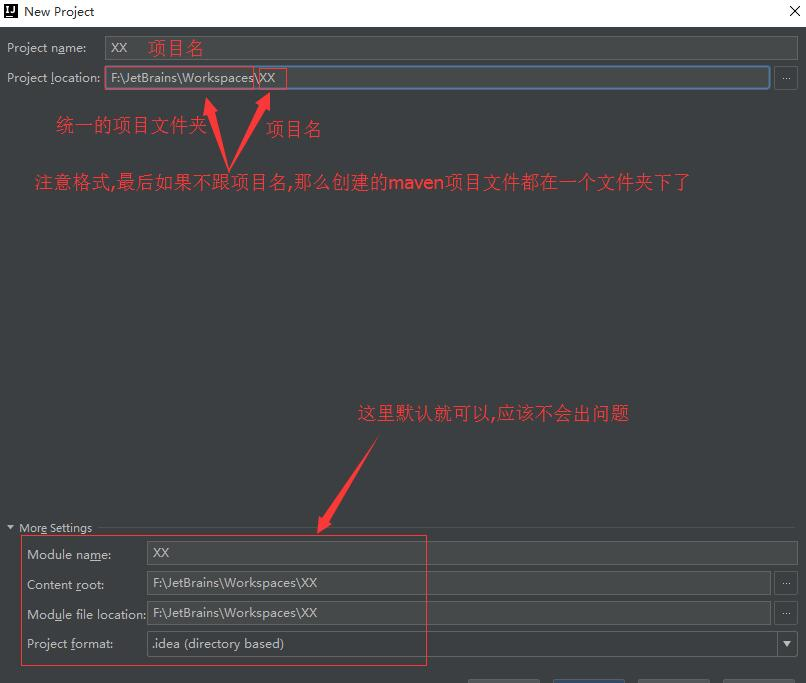 New Project
Project name: XX 项目名
Project location: F:\JetBrains\Workspaces\XX ...
统一的项目文件夹
项目名
注意格式,最后如果不跟项目名,那么创建的maven项目文件都在一个文件夹下了
这里默认就可以,应该不会出问题
More Settings
Module name: XX
Content root: F:\JetBrains\Workspaces\XX ...
Module file location: F:\JetBrains\Workspaces\XX ...
Project format: .idea (directory based)